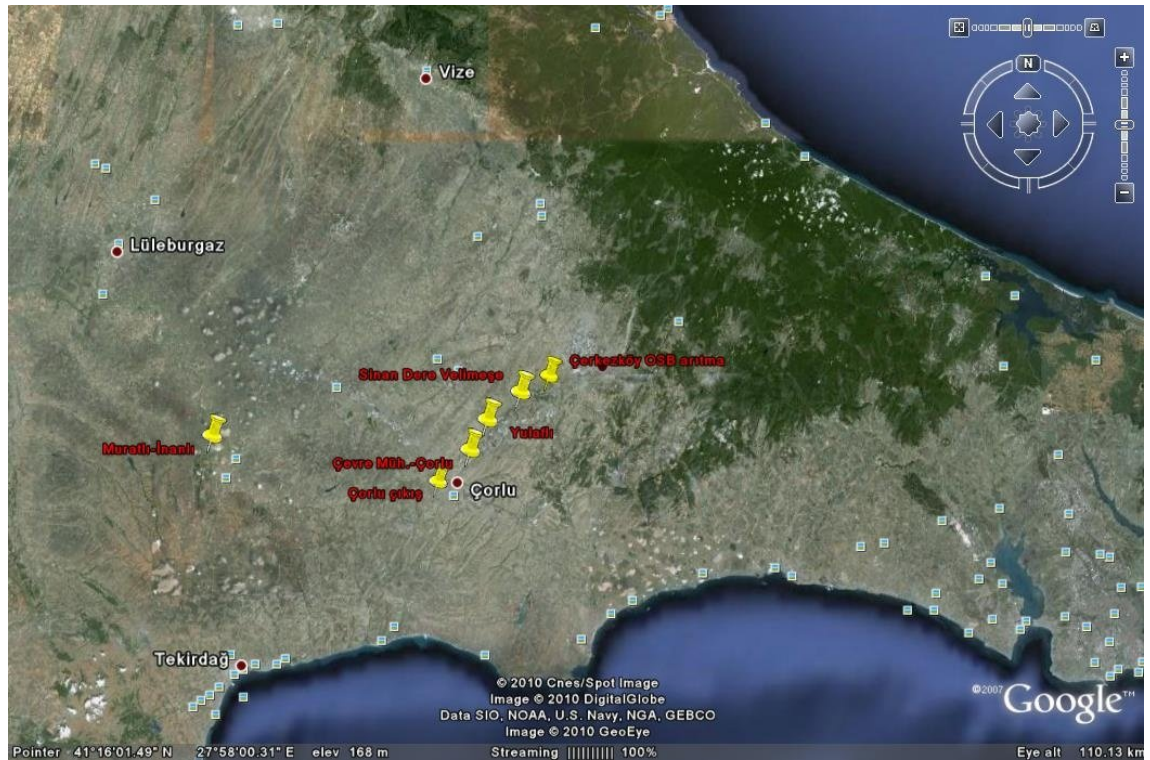 N
Vize
Lüleburgaz
Çerkezköy OSB arıtma
Sinan Dere Velimeşe
Yulaflı
Muratlı-İnanlı
Çevre Müh.-Çorlu
Çorlu çıkış
Çorlu
Tekirdağ
© 2010 Cnes/Spot Image
Image © 2010 DigitalGlobe
Data SIO, NOAA, U.S. Navy, NGA, GEBCO
Image © 2010 GeoEye
©2007 Google™
Pointer 41°16'01.49" N 27°58'00.31" E elev 168 m Streaming |||||||||| 100% Eye alt 110.13 km